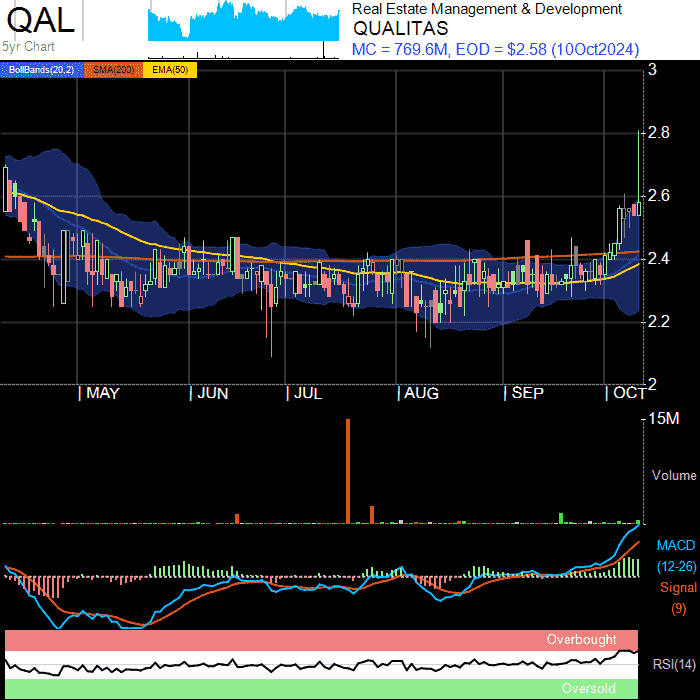 QAL
5yr Chart
Real Estate Management & Development
QUALITAS
MC = 769.6M, EOD = $2.58 (10Oct2024)
BollBands(20,2) SMA(200) EMA(50)
3
2.8
2.6
2.4
2.2
2
| MAY | JUN | JUL | AUG | SEP | OCT
15M
Volume
MACD
(12-26)
Signal
(9)
Overbought
RSI(14)
Oversold